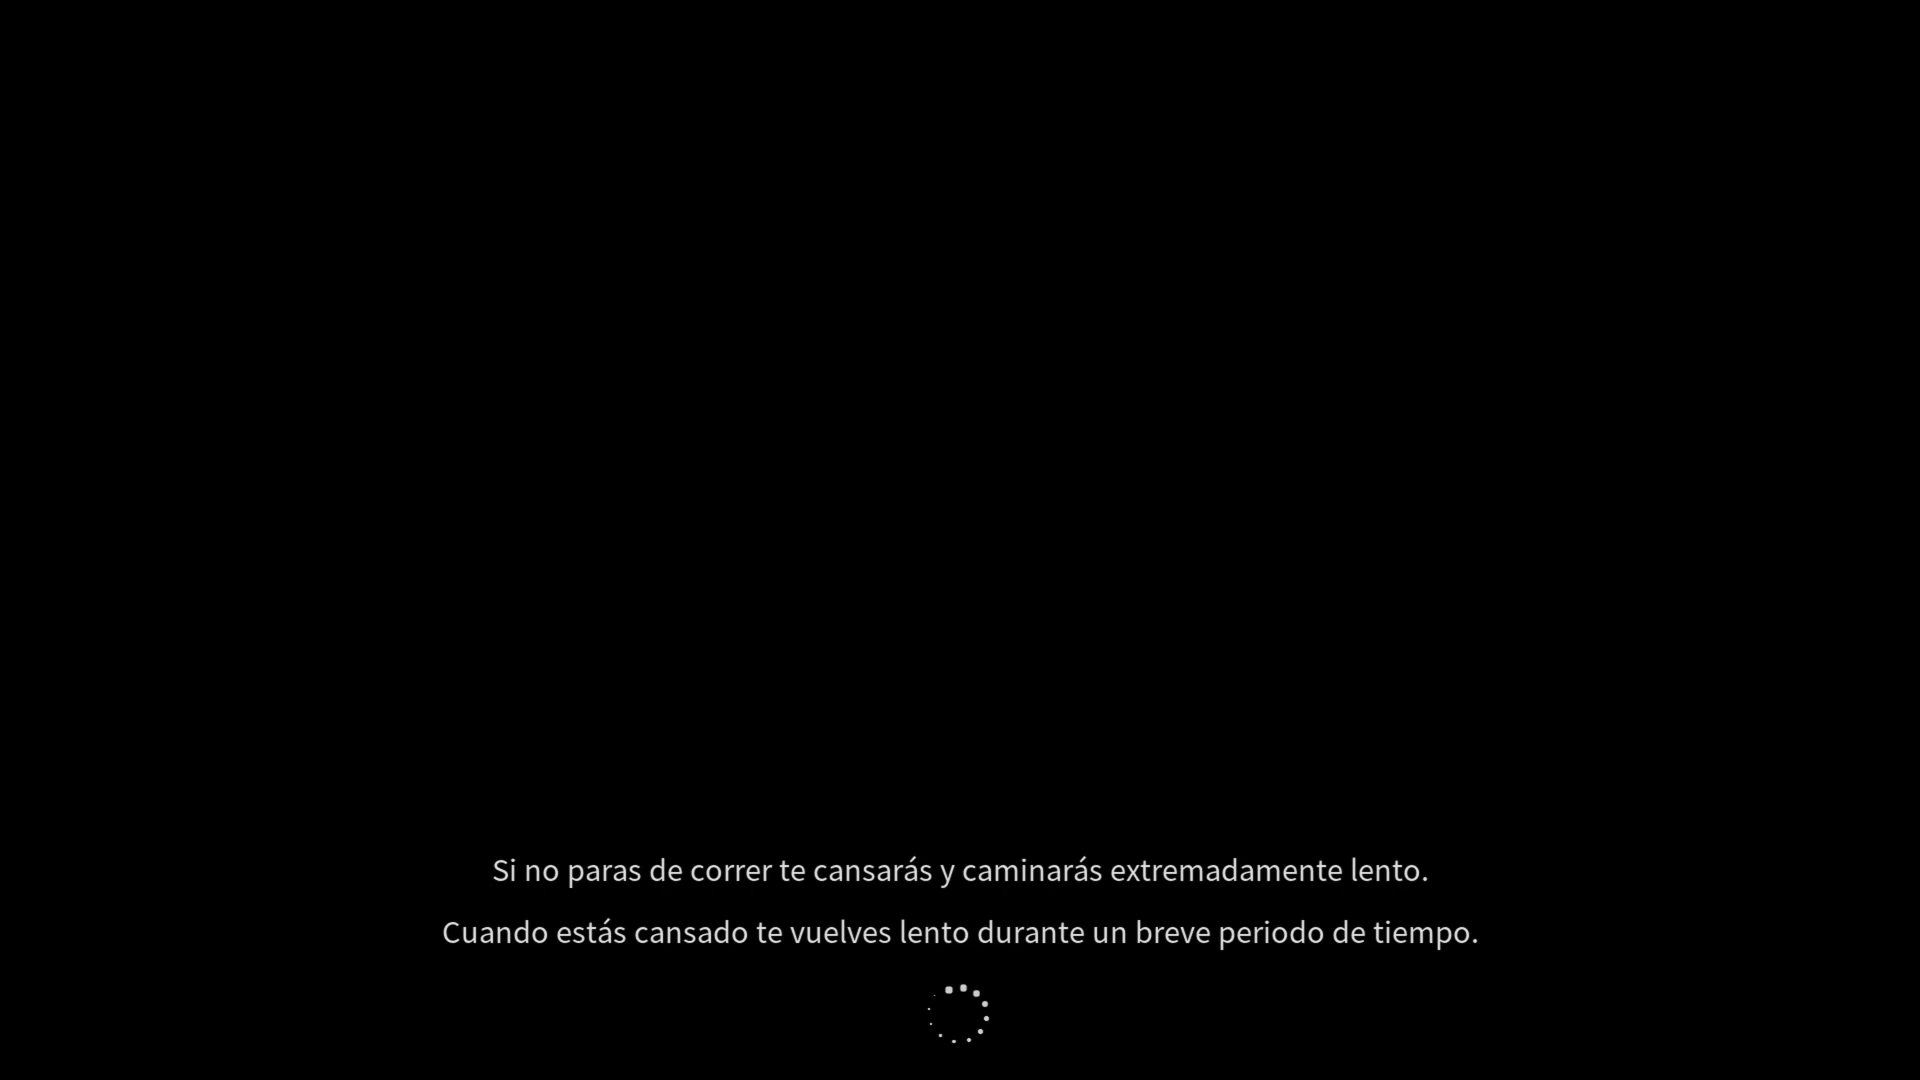 Si no paras de correr te cansarás y caminarás extremadamente lento.
Cuando estás cansado te vuelves lento durante un breve periodo de tiempo.